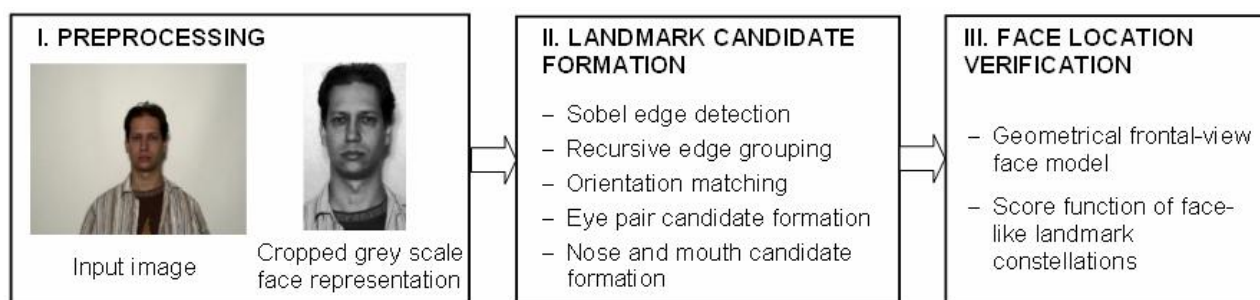 I. PREPROCESSING
Input image
Cropped grey scale
face representation
II. LANDMARK CANDIDATE
FORMATION
– Sobel edge detection
– Recursive edge grouping
– Orientation matching
– Eye pair candidate formation
– Nose and mouth candidate
formation
III. FACE LOCATION
VERIFICATION
– Geometrical frontal-view
face model
– Score function of face-
like landmark
constellations